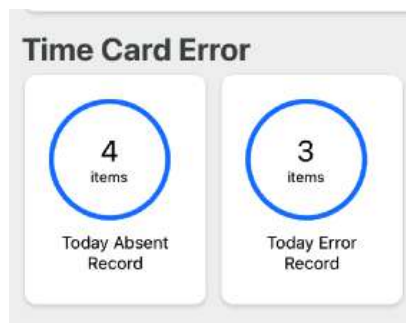 Time Card Error
4
items
Today Absent
Record
3
items
Today Error
Record